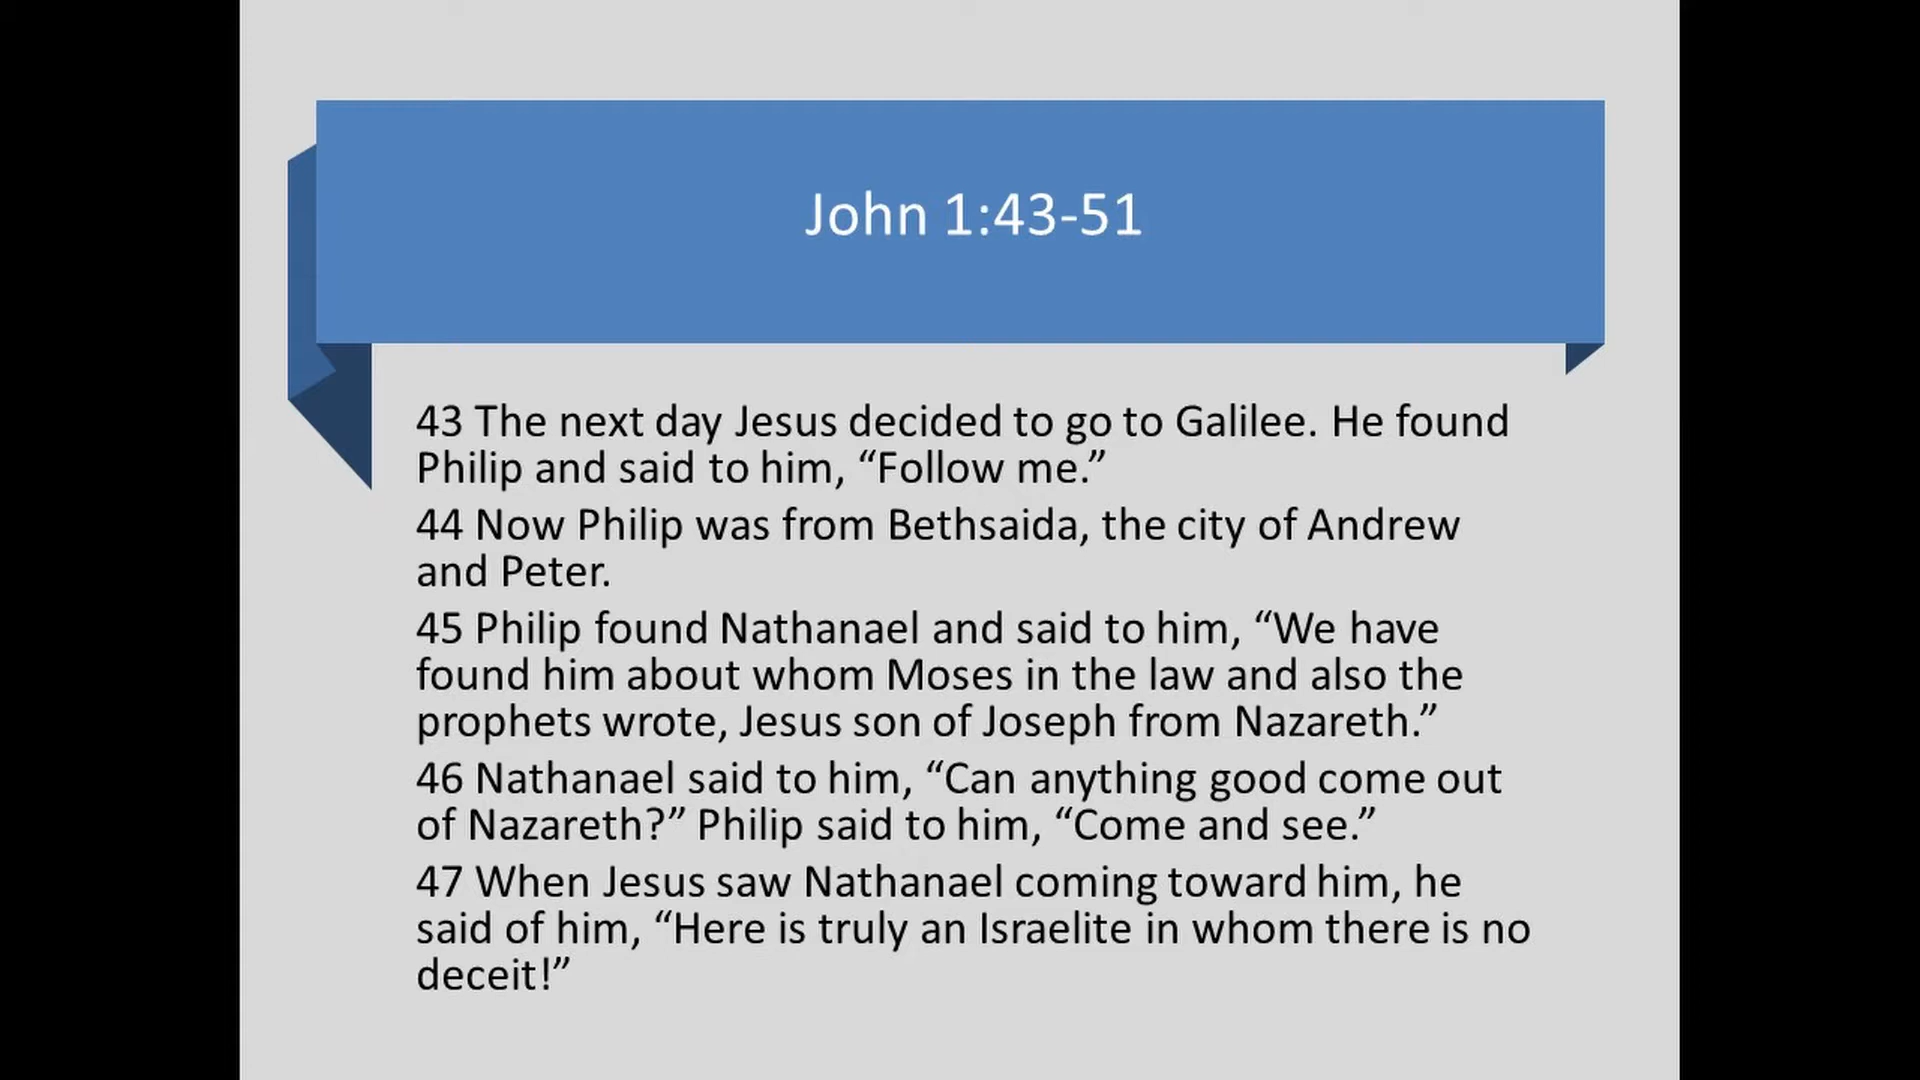 John 1:43-51
43 The next day Jesus decided to go to Galilee. He found
Philip and said to him, “Follow me.”
44 Now Philip was from Bethsaida, the city of Andrew
and Peter.
45 Philip found Nathanael and said to him, “We have
found him about whom Moses in the law and also the
prophets wrote, Jesus son of Joseph from Nazareth.”
46 Nathanael said to him, “Can anything good come out
of Nazareth?” Philip said to him, “Come and see.”
47 When Jesus saw Nathanael coming toward him, he
said of him, “Here is truly an Israelite in whom there is no
deceit!”